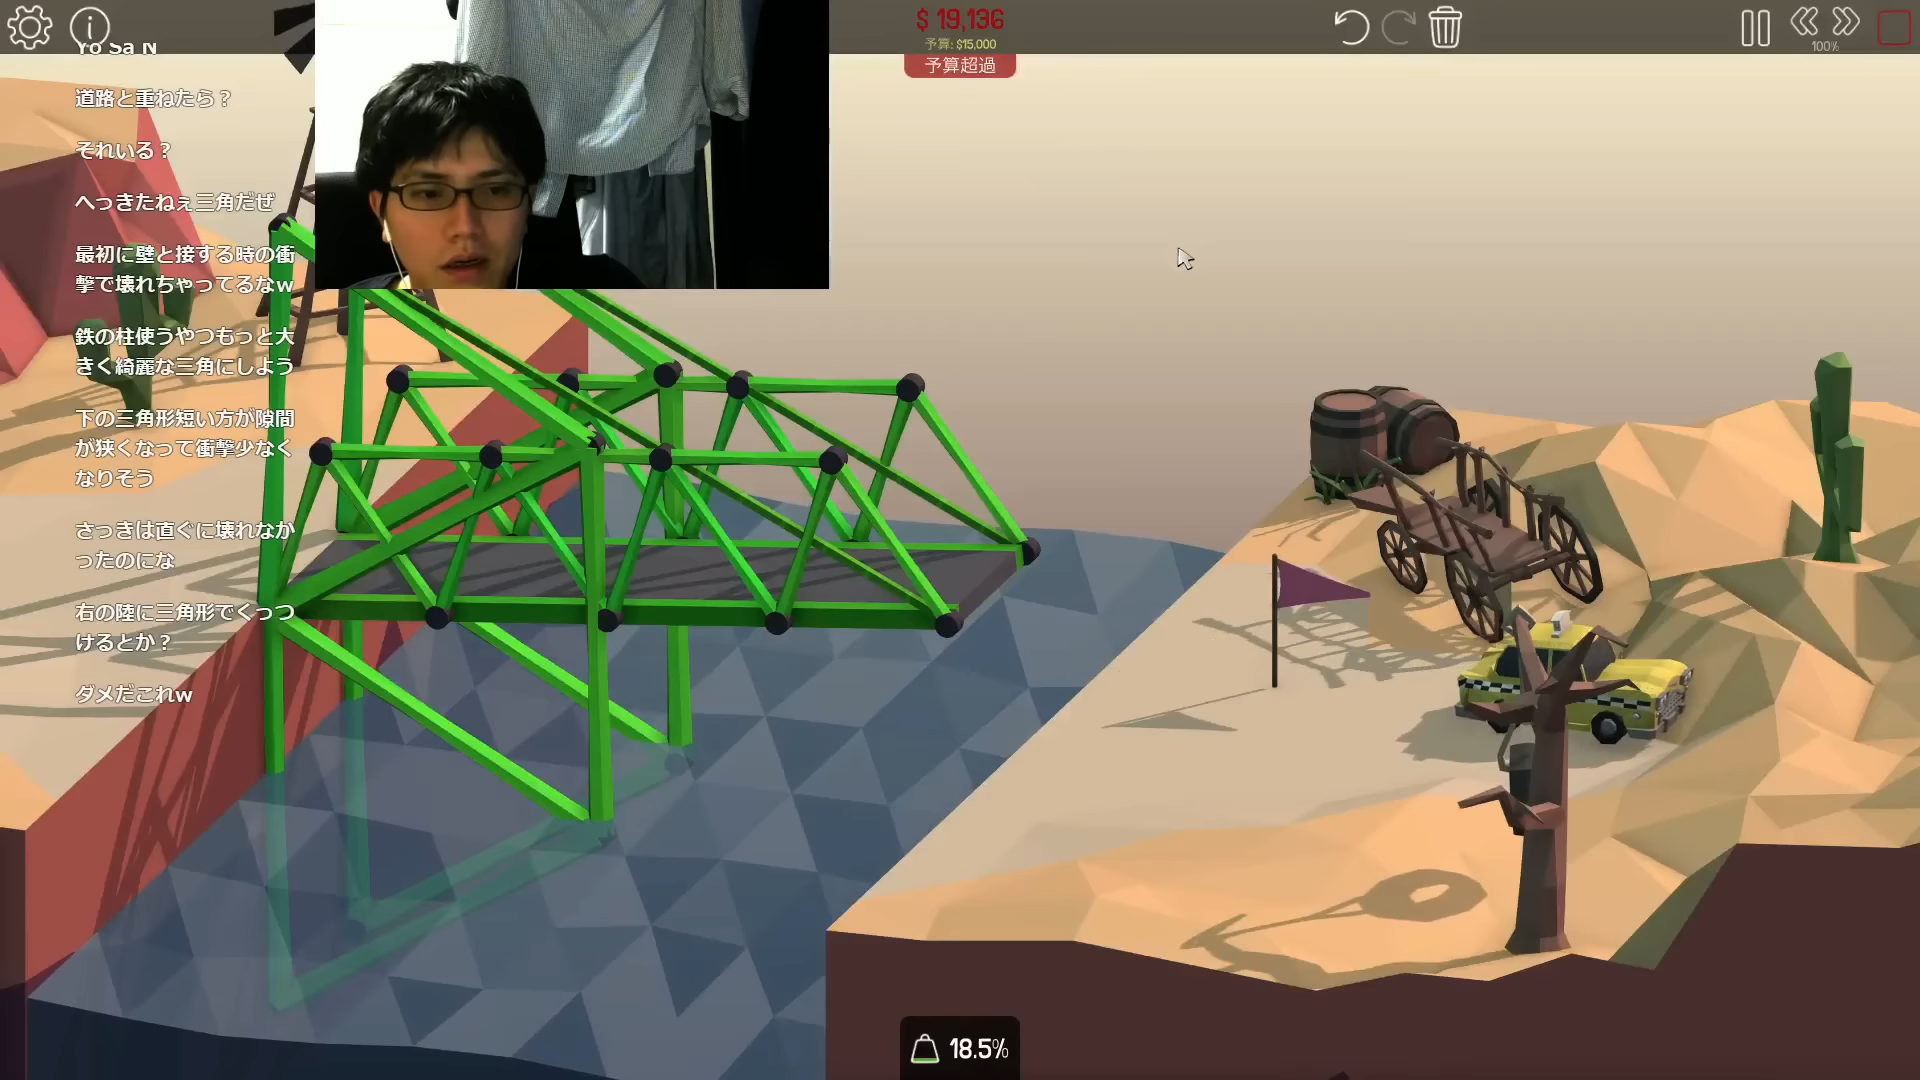 $ 19,136
予算: $15,000
予算超過
100%
Yo Sa N
道路と重ねたら？
それいる？
へっきたねぇ三角だぜ
最初に壁と接する時の衝
撃で壊れちゃってるなw
鉄の柱使うやつもっと大
きく綺麗な三角にしよう
下の三角形短い方が隙間
が狭くなって衝撃少なく
なりそう
さっきは直ぐに壊れなか
ったのにな
右の陸に三角形でくっつ
けるとか？
ダメだこれw
18.5%